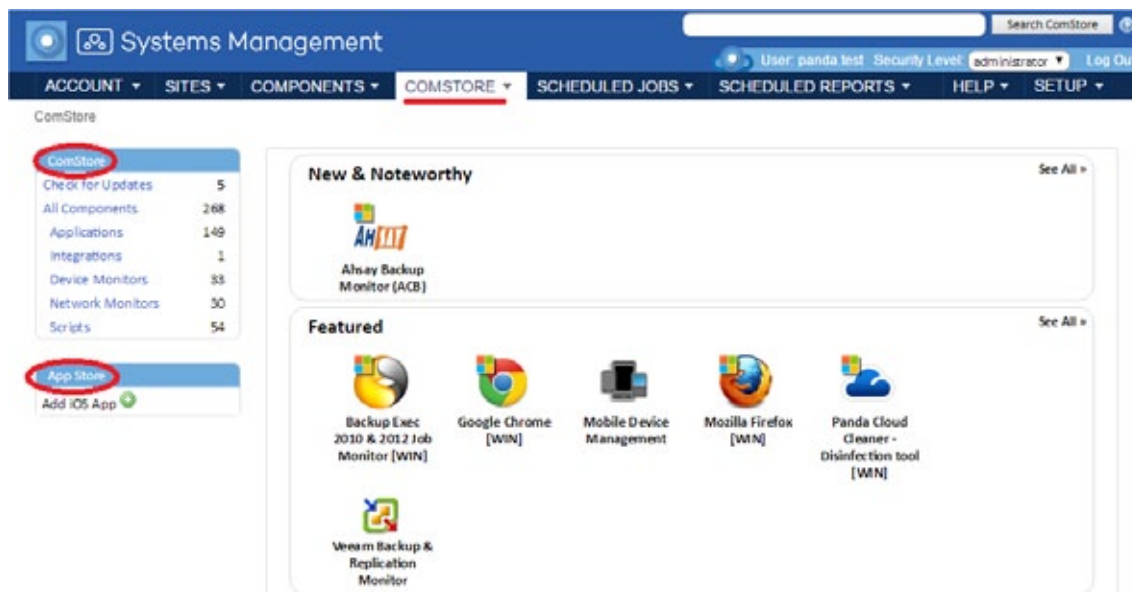 Systems Management
Search ComStore
User: panda test Security Level: administrator Log Ou
ACCOUNT SITES COMPONENTS COMSTORE SCHEDULED JOBS SCHEDULED REPORTS HELP SETUP
ComStore
ComStore
Check for Updates 5
All Components 268
Applications 149
Integrations 1
Device Monitors 33
Network Monitors 30
Scripts 54
App Store
Add iOS App
New & Noteworthy
See All »
Ahsay Backup
Monitor (ACB)
Featured
See All »
Backup Exec
2010 & 2012 Job
Monitor [WIN]
Google Chrome
[WIN]
Mobile Device
Management
Mozilla Firefox
[WIN]
Panda Cloud
Cleaner -
Disinfection tool
[WIN]
Veeam Backup &
Replication
Monitor